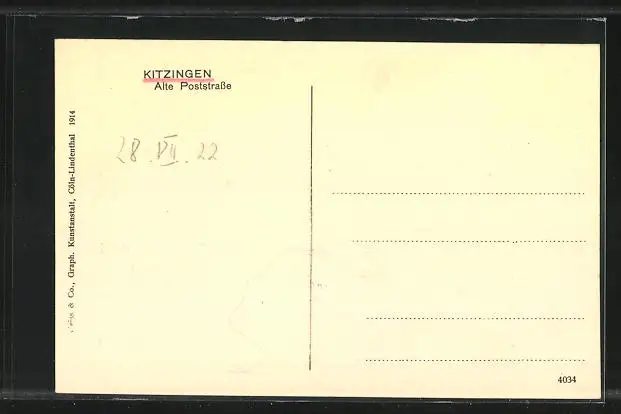 KITZINGEN
Alte Poststraße
28. VII. 22
& Co., Graph. Kunstanstalt, Cöln-Lindenthal 1914
4034